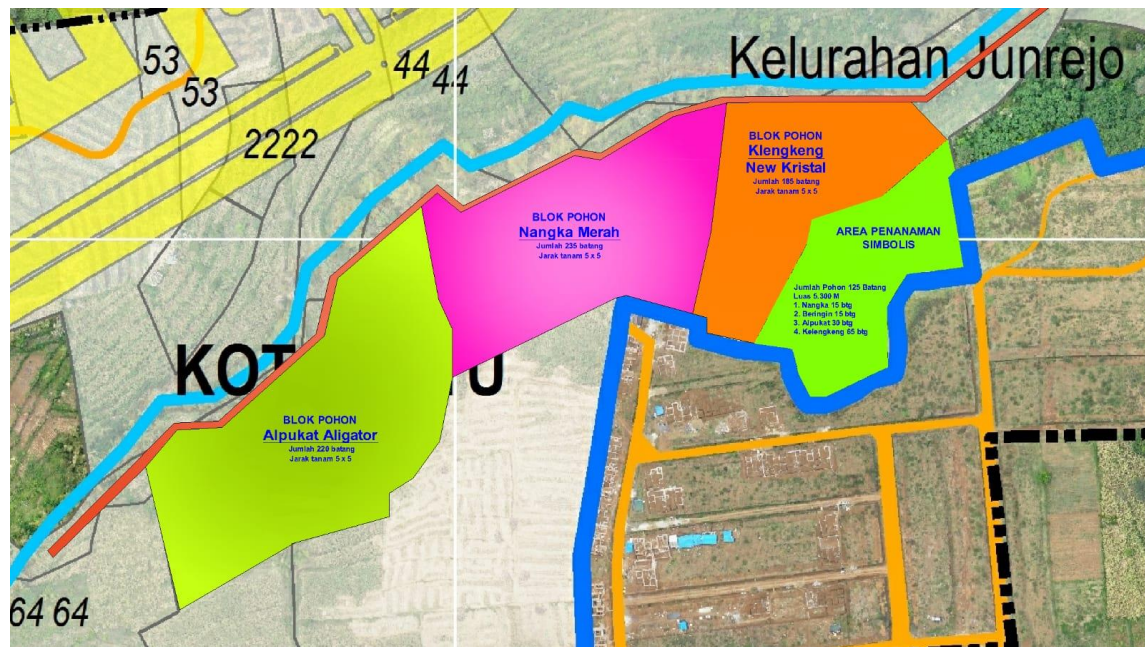 53
53
44
44
2222
Kelurahan Junrejo
BLOK POHON
Klengkeng
New Kristal
Jumlah 185 batang
Jarak tanam 5 x 5
BLOK POHON
Nangka Merah
Jumlah 235 batang
Jarak tanam 5 x 5
AREA PENANAMAN
SIMBOLIS
Jumlah Pohon 125 Batang
Luas 5.300 M
1. Nangka 15 btg
2. Beringin 15 btg
3. Alpukat 30 btg
4. Kelengkeng 65 btg
BLOK POHON
Alpukat Aligator
Jumlah 220 batang
Jarak tanam 5 x 5
64 64